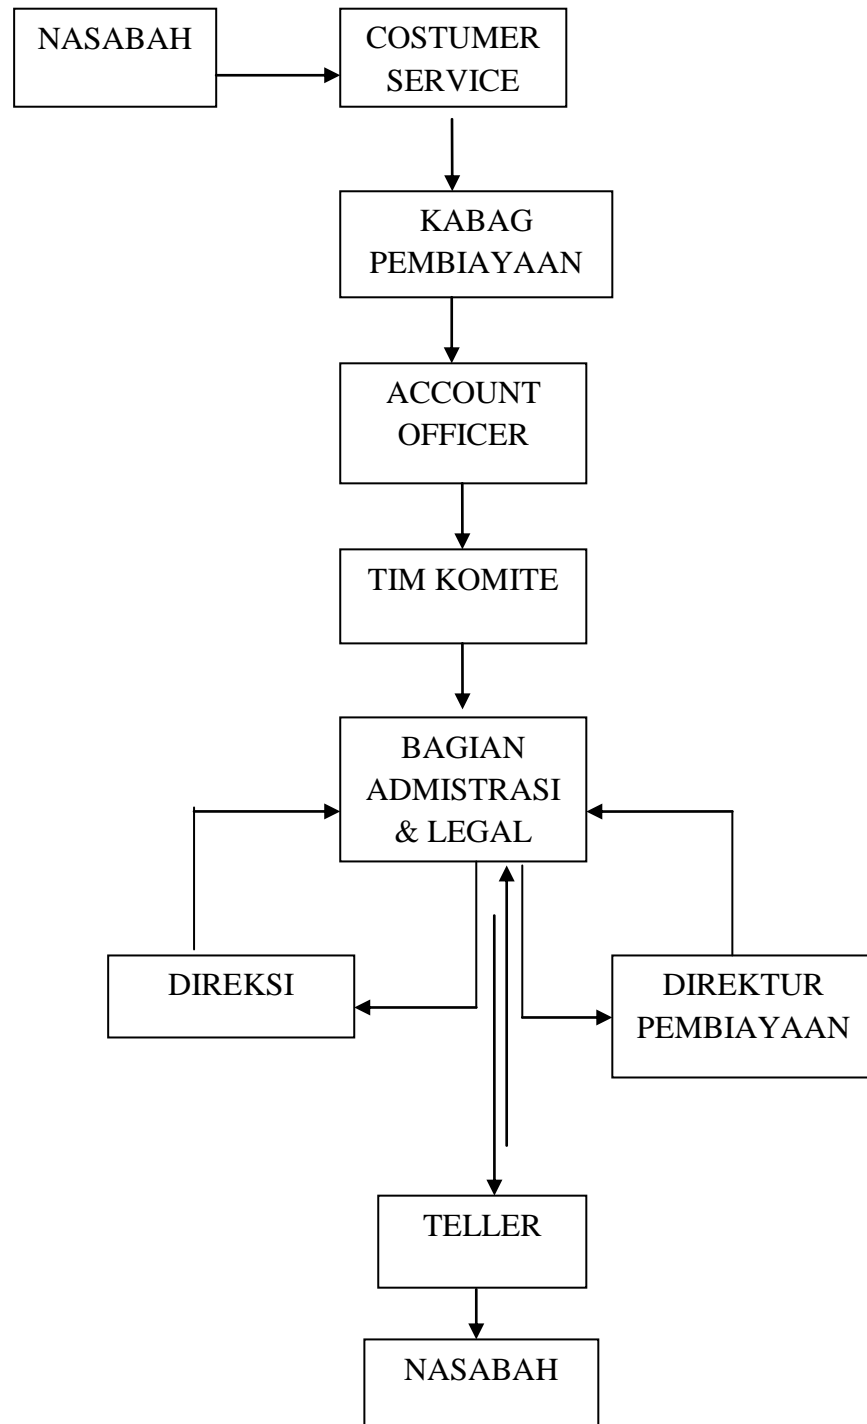 NASABAH
COSTUMER
SERVICE
KABAG
PEMBIAYAAN
ACCOUNT
OFFICER
TIM KOMITE
BAGIAN
ADMISTRASI
& LEGAL
DIREKSI
DIREKTUR
PEMBIAYAAN
TELLER
NASABAH